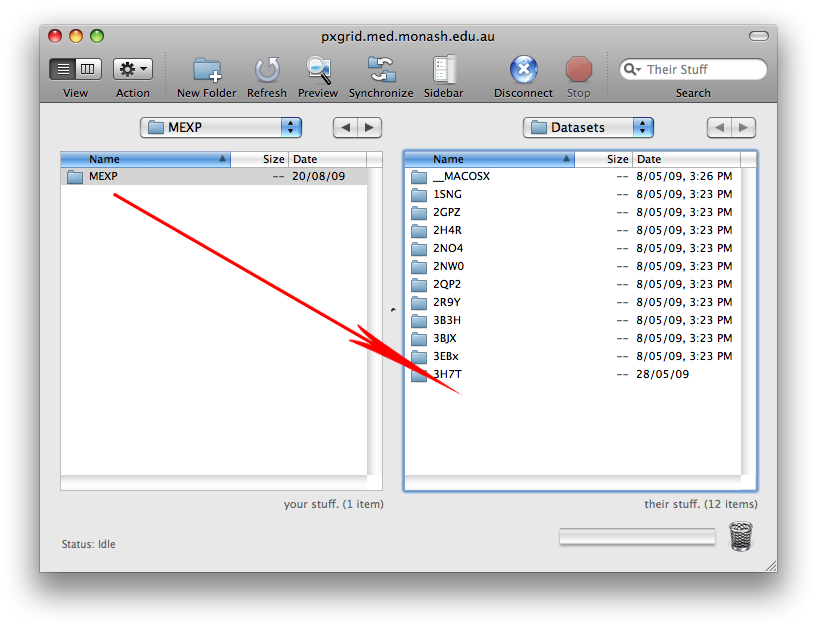 pxgrid.med.monash.edu.au
Their Stuff
View Action New Folder Refresh Preview Synchronize Sidebar Disconnect Stop Search
MEXP Datasets
Name Size Date
MEXP -- 20/08/09
Name Size Date
__MACOSX -- 8/05/09, 3:26 PM
1SNG -- 8/05/09, 3:23 PM
2GPZ -- 8/05/09, 3:23 PM
2H4R -- 8/05/09, 3:23 PM
2NO4 -- 8/05/09, 3:23 PM
2NW0 -- 8/05/09, 3:23 PM
2QP2 -- 8/05/09, 3:23 PM
2R9Y -- 8/05/09, 3:23 PM
3B3H -- 8/05/09, 3:23 PM
3BJX -- 8/05/09, 3:23 PM
3EBx -- 8/05/09, 3:23 PM
3H7T -- 28/05/09
your stuff. (1 item)
their stuff. (12 items)
Status: Idle